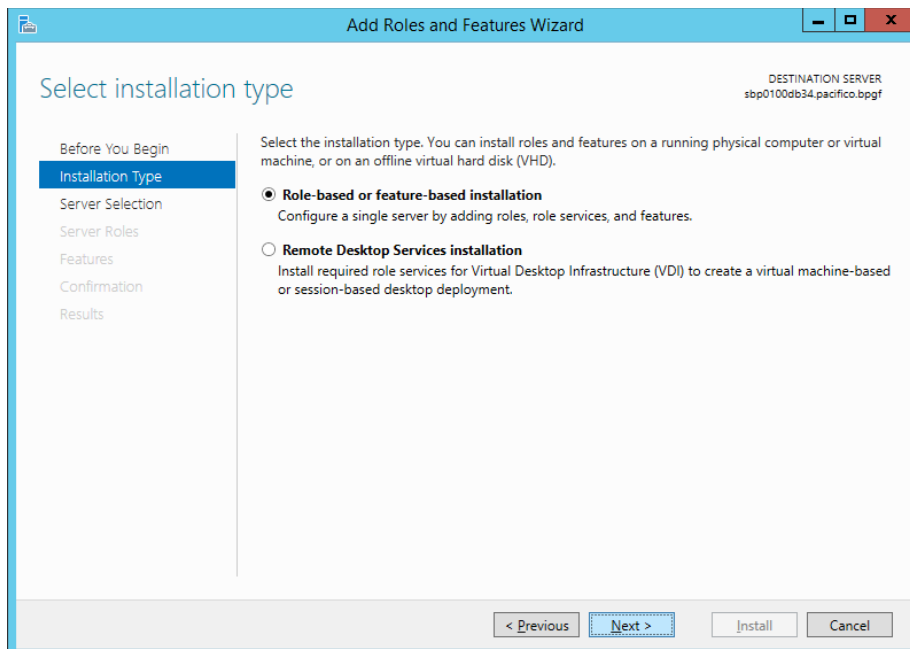 Add Roles and Features Wizard
Select installation type
DESTINATION SERVER
sbp0100db34.pacifico.bpgf
Before You Begin
Installation Type
Server Selection
Server Roles
Features
Confirmation
Results
Select the installation type. You can install roles and features on a running physical computer or virtual
machine, or on an offline virtual hard disk (VHD).
Role-based or feature-based installation
Configure a single server by adding roles, role services, and features.
Remote Desktop Services installation
Install required role services for Virtual Desktop Infrastructure (VDI) to create a virtual machine-based
or session-based desktop deployment.
< Previous
Next >
Install
Cancel